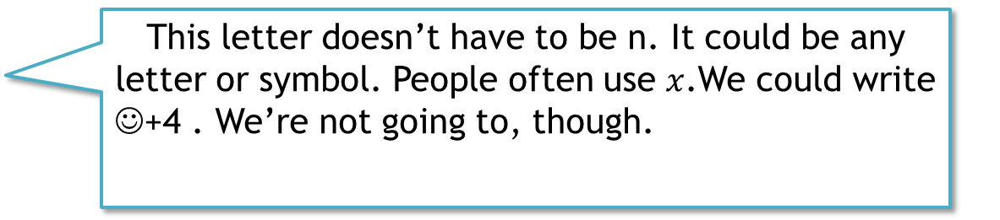 This letter doesn’t have to be n. It could be any
letter or symbol. People often use 𝑥.We could write
☺+4 . We’re not going to, though.